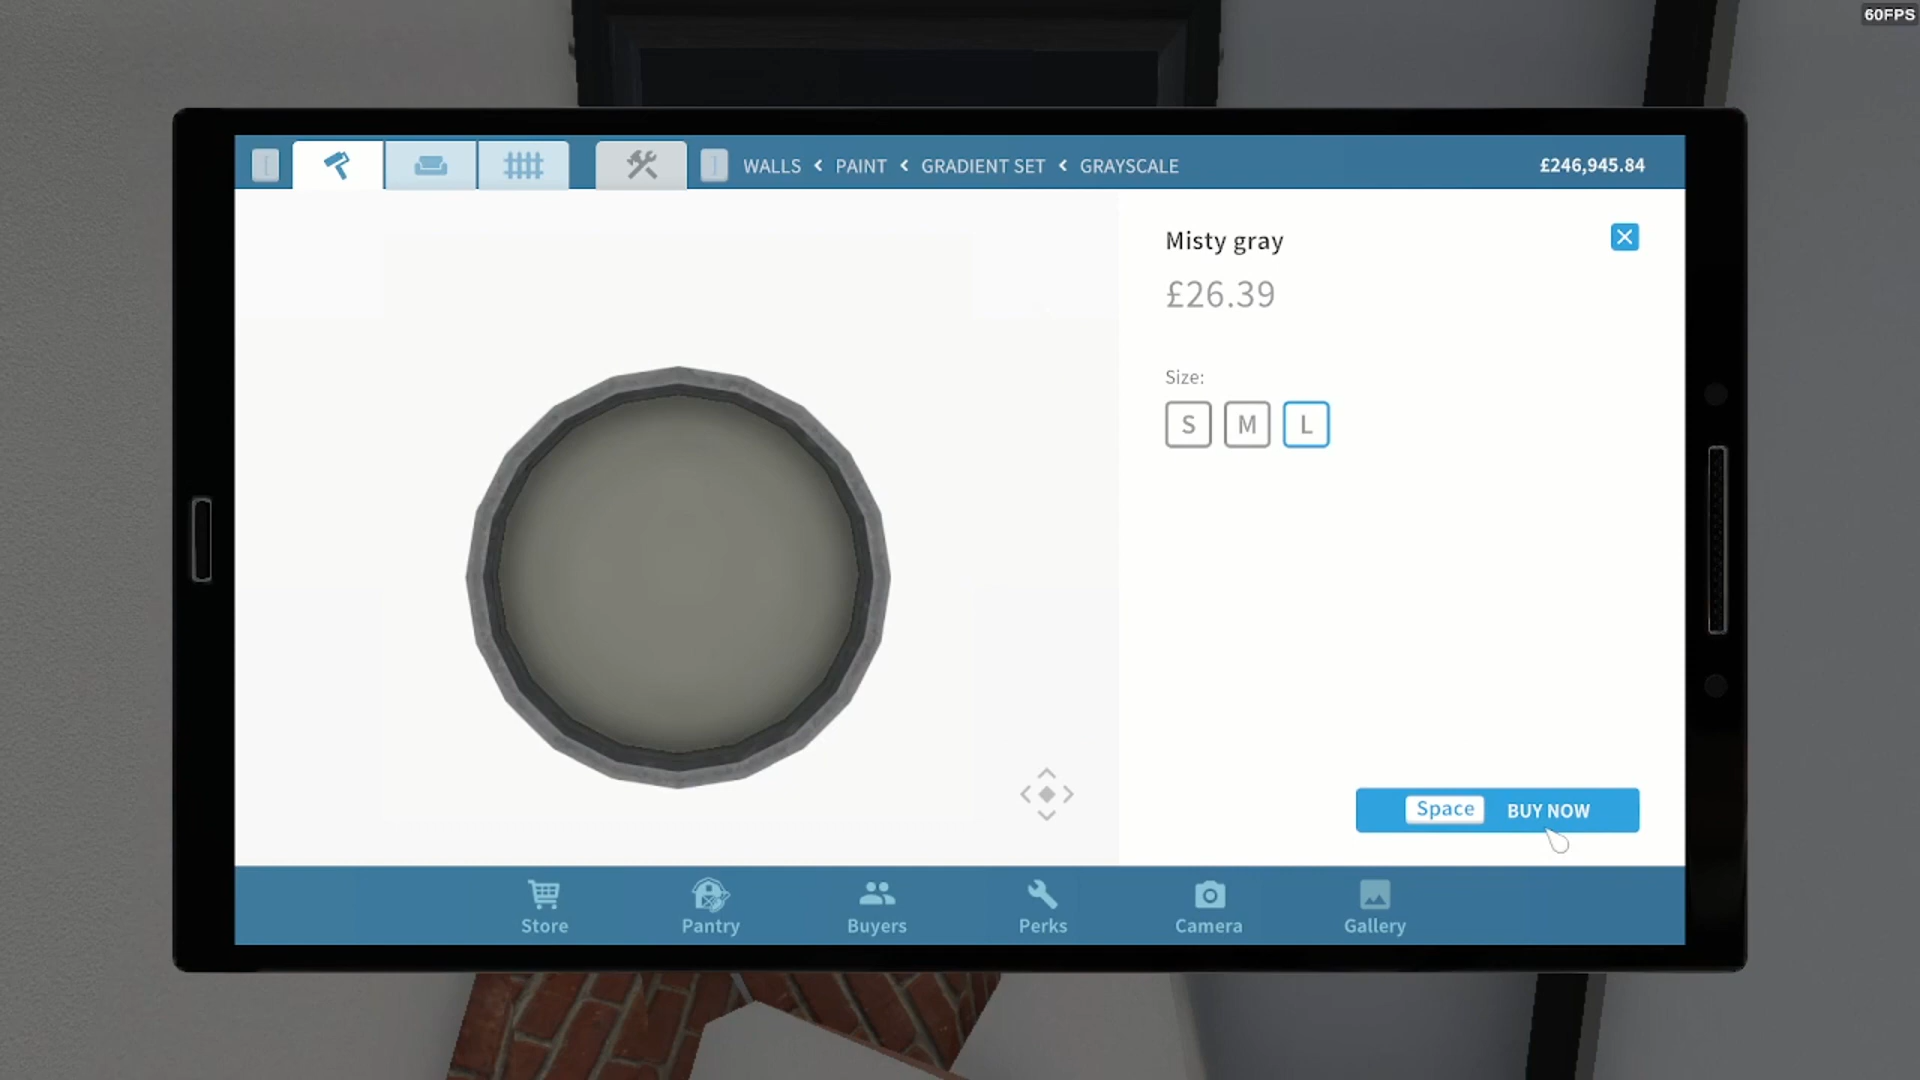 60FPS
WALLS < PAINT < GRADIENT SET < GRAYSCALE
£246,945.84
Misty gray
£26.39
Size:
S M L
Space BUY NOW
Store Pantry Buyers Perks Camera Gallery